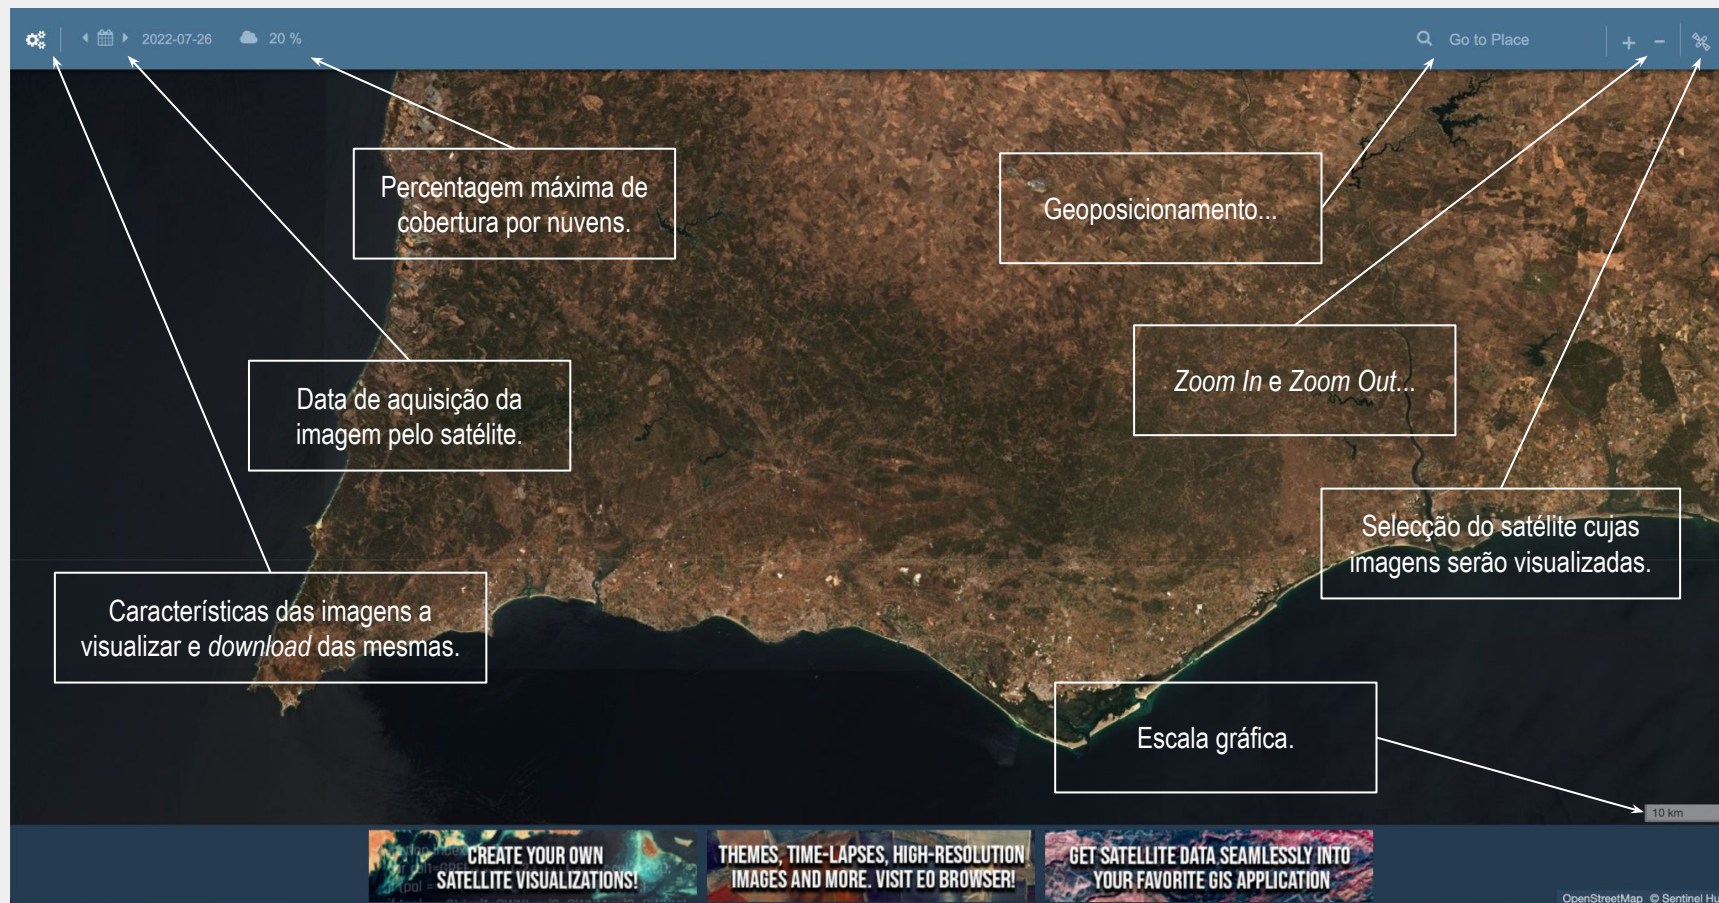 2022-07-26
20 %
Go to Place
Percentagem máxima de
cobertura por nuvens.
Geoposicionamento...
Data de aquisição da
imagem pelo satélite.
Zoom In e Zoom Out...
Selecção do satélite cujas
imagens serão visualizadas.
Característícas das imagens a
visualizar e download das mesmas.
Escala gráfica.
10 km
CREATE YOUR OWN
SATELLITE VISUALIZATIONS!
THEMES, TIME-LAPSES, HIGH-RESOLUTION
IMAGES AND MORE. VISIT EO BROWSER!
GET SATELLITE DATA SEAMLESSLY INTO
YOUR FAVORITE GIS APPLICATION
OpenStreetMap © Sentinel Hu